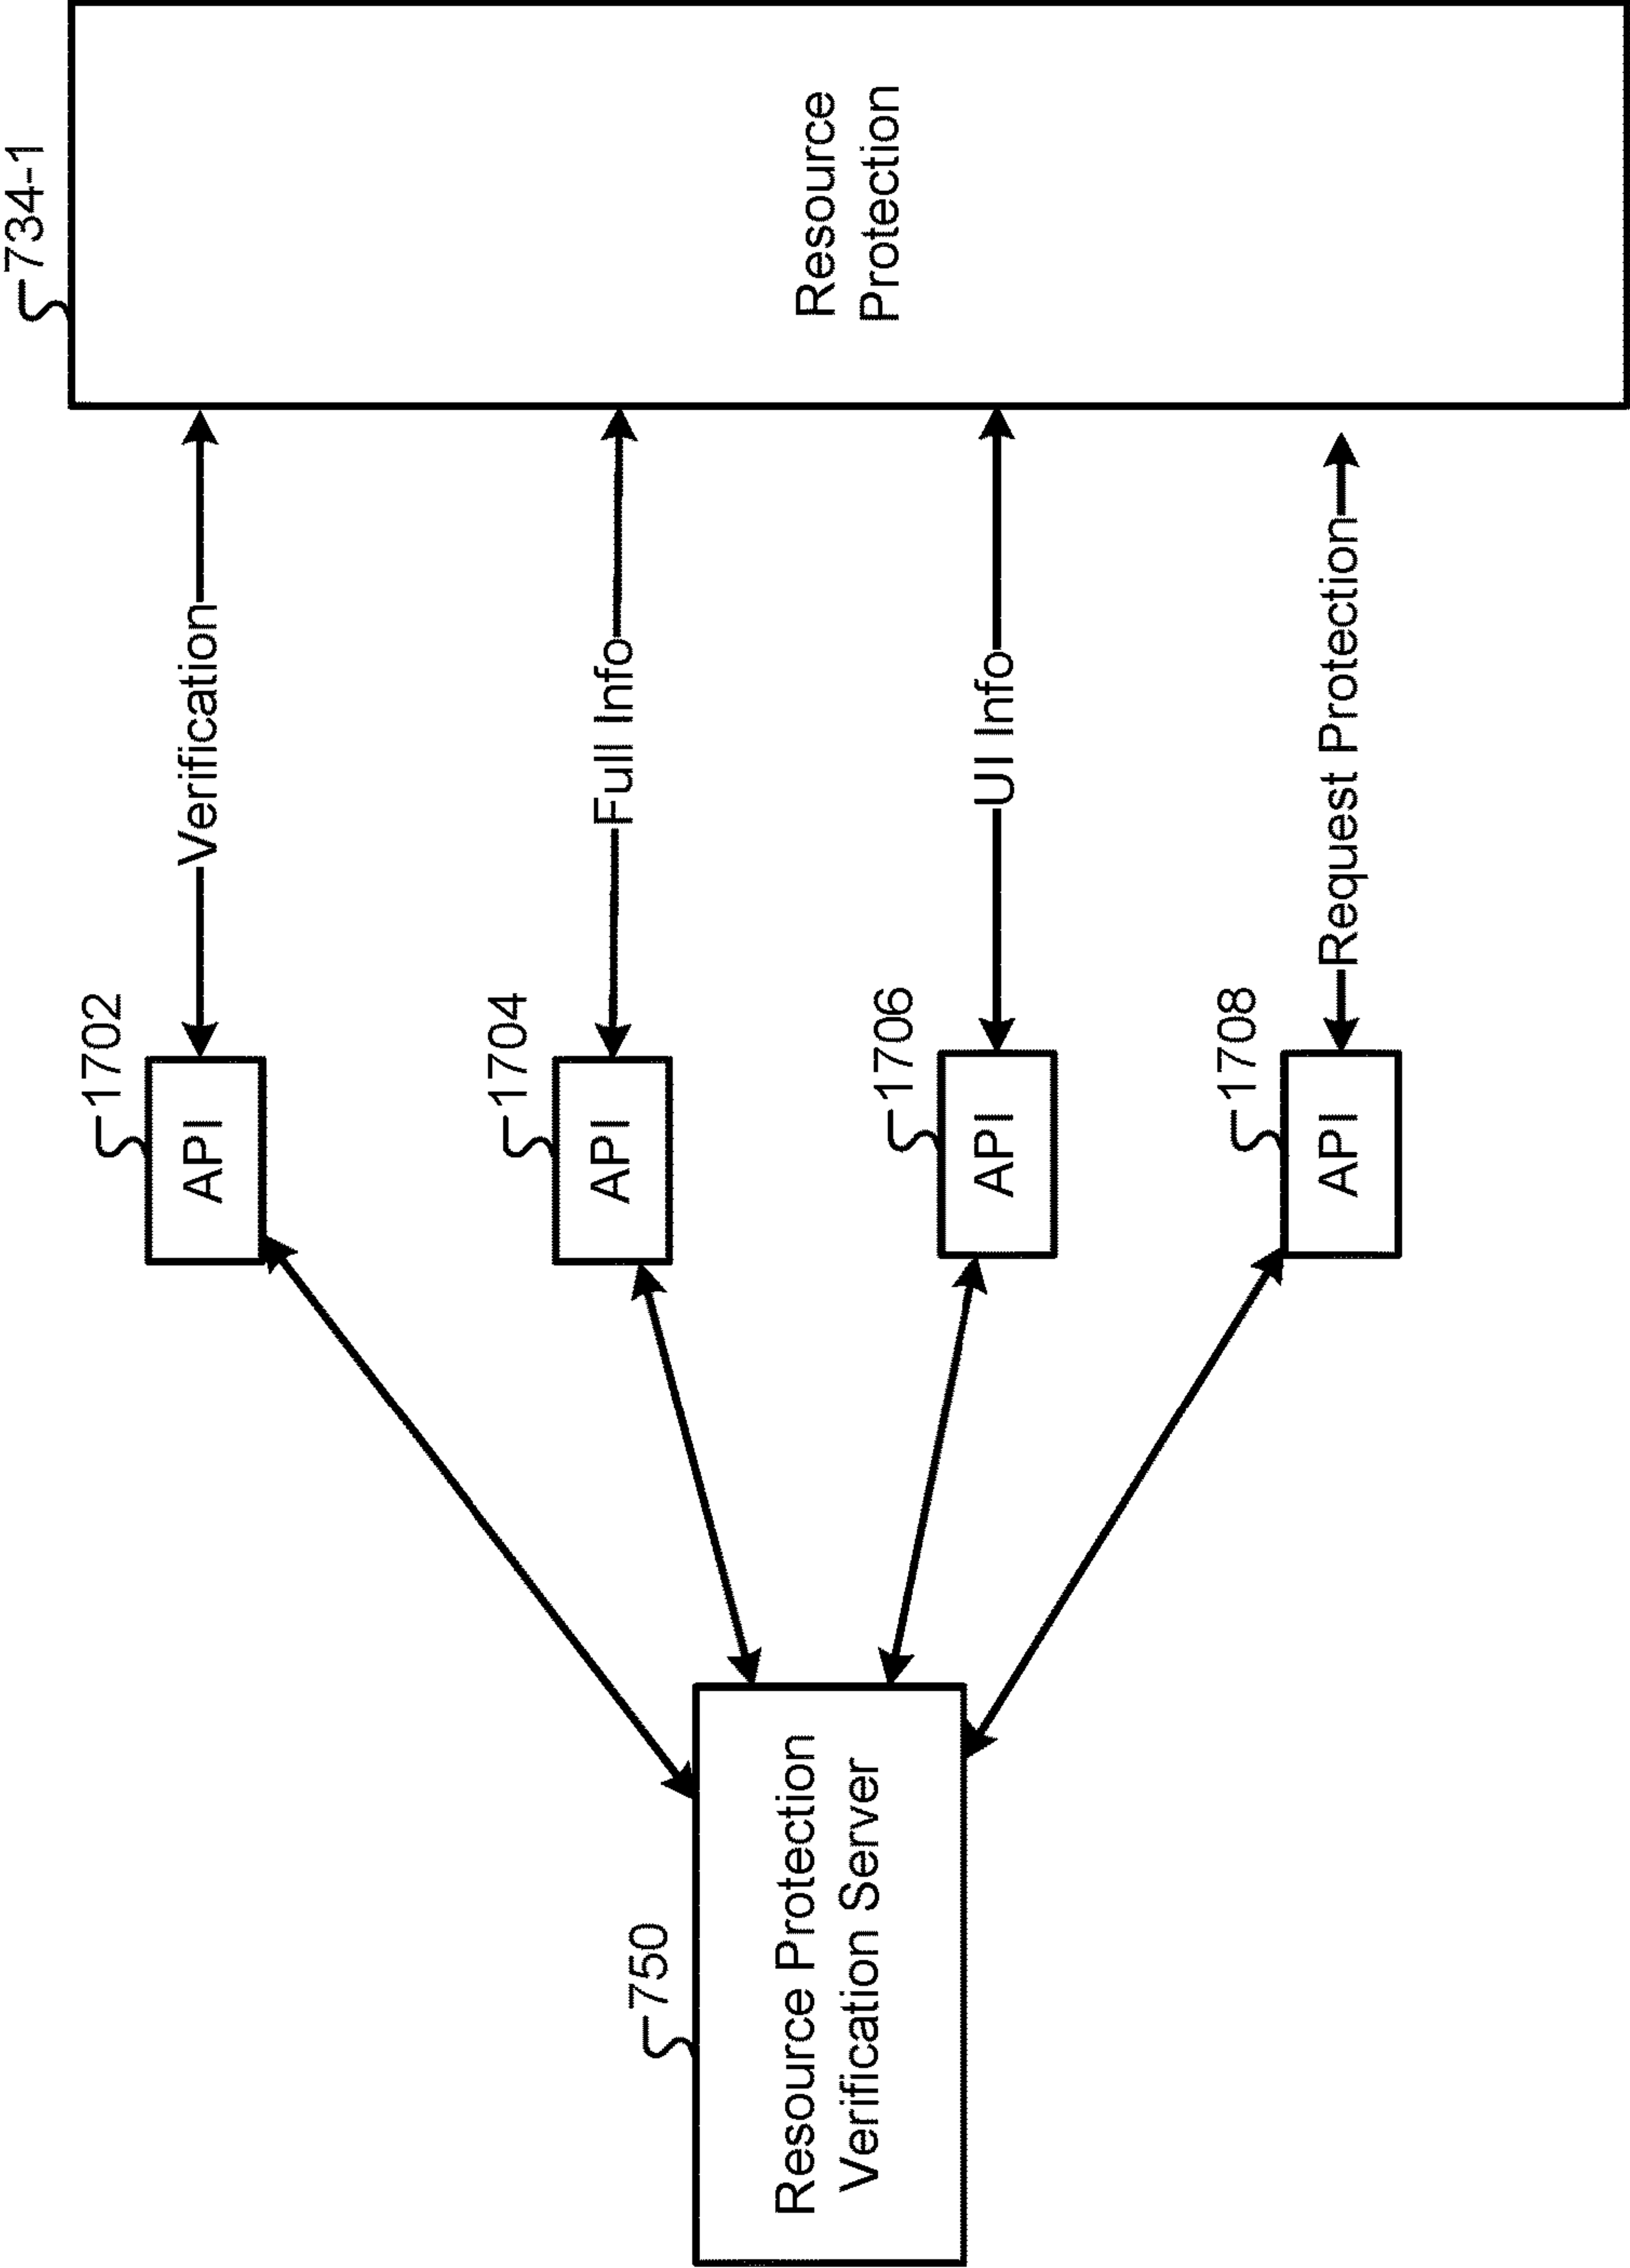 750
Resource Protection
Verification Server
1702
API
Verification
1704
API
Full Info
1706
API
UI Info
1708
API
Request Protection
734-1
Resource
Protection